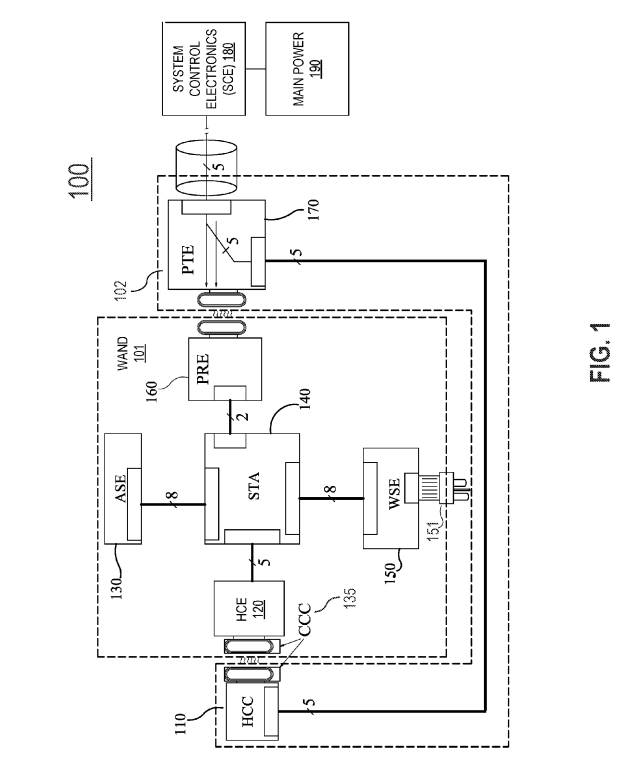 100
SYSTEM
CONTROL
ELECTRONICS
(SCE) 180
MAIN POWER
190
5
102
PTE
5
170
5
WAND
101
160
PRE
2
140
ASE
130
8
STA
8
WSE
150
151
5
HCE
120
CCC
135
110
HCC
5
FIG. 1